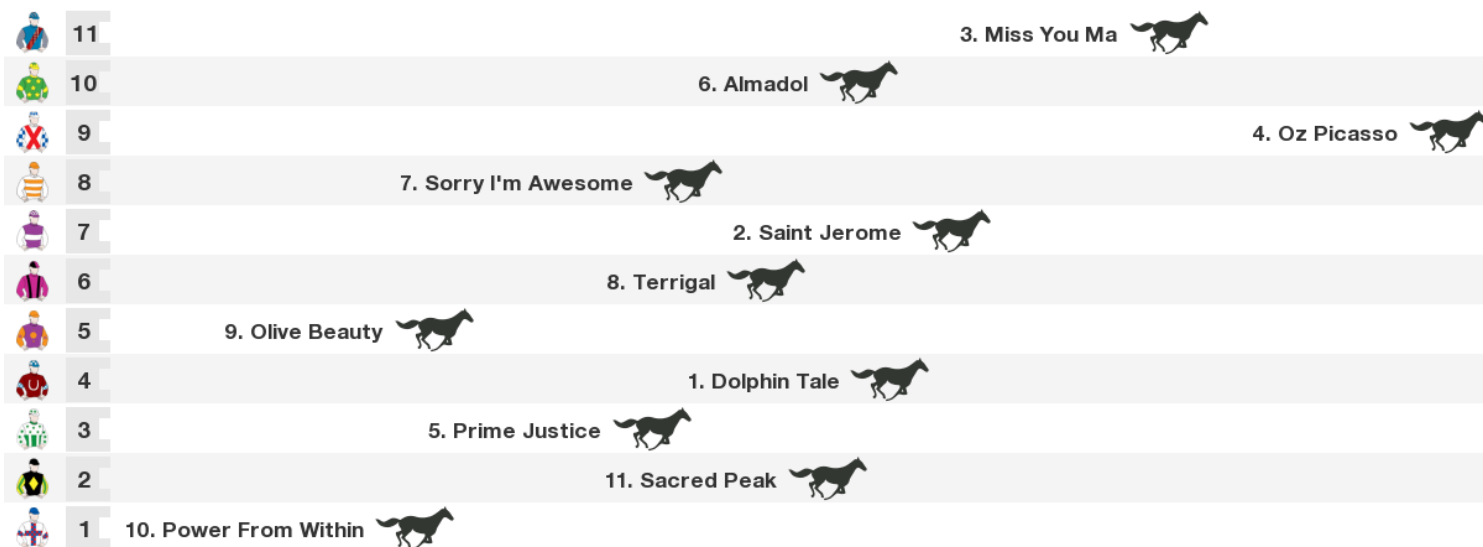 11 3. Miss You Ma
10 6. Almadol
9 4. Oz Picasso
8 7. Sorry I'm Awesome
7 2. Saint Jerome
6 8. Terrigal
5 9. Olive Beauty
4 1. Dolphin Tale
3 5. Prime Justice
2 11. Sacred Peak
1 10. Power From Within